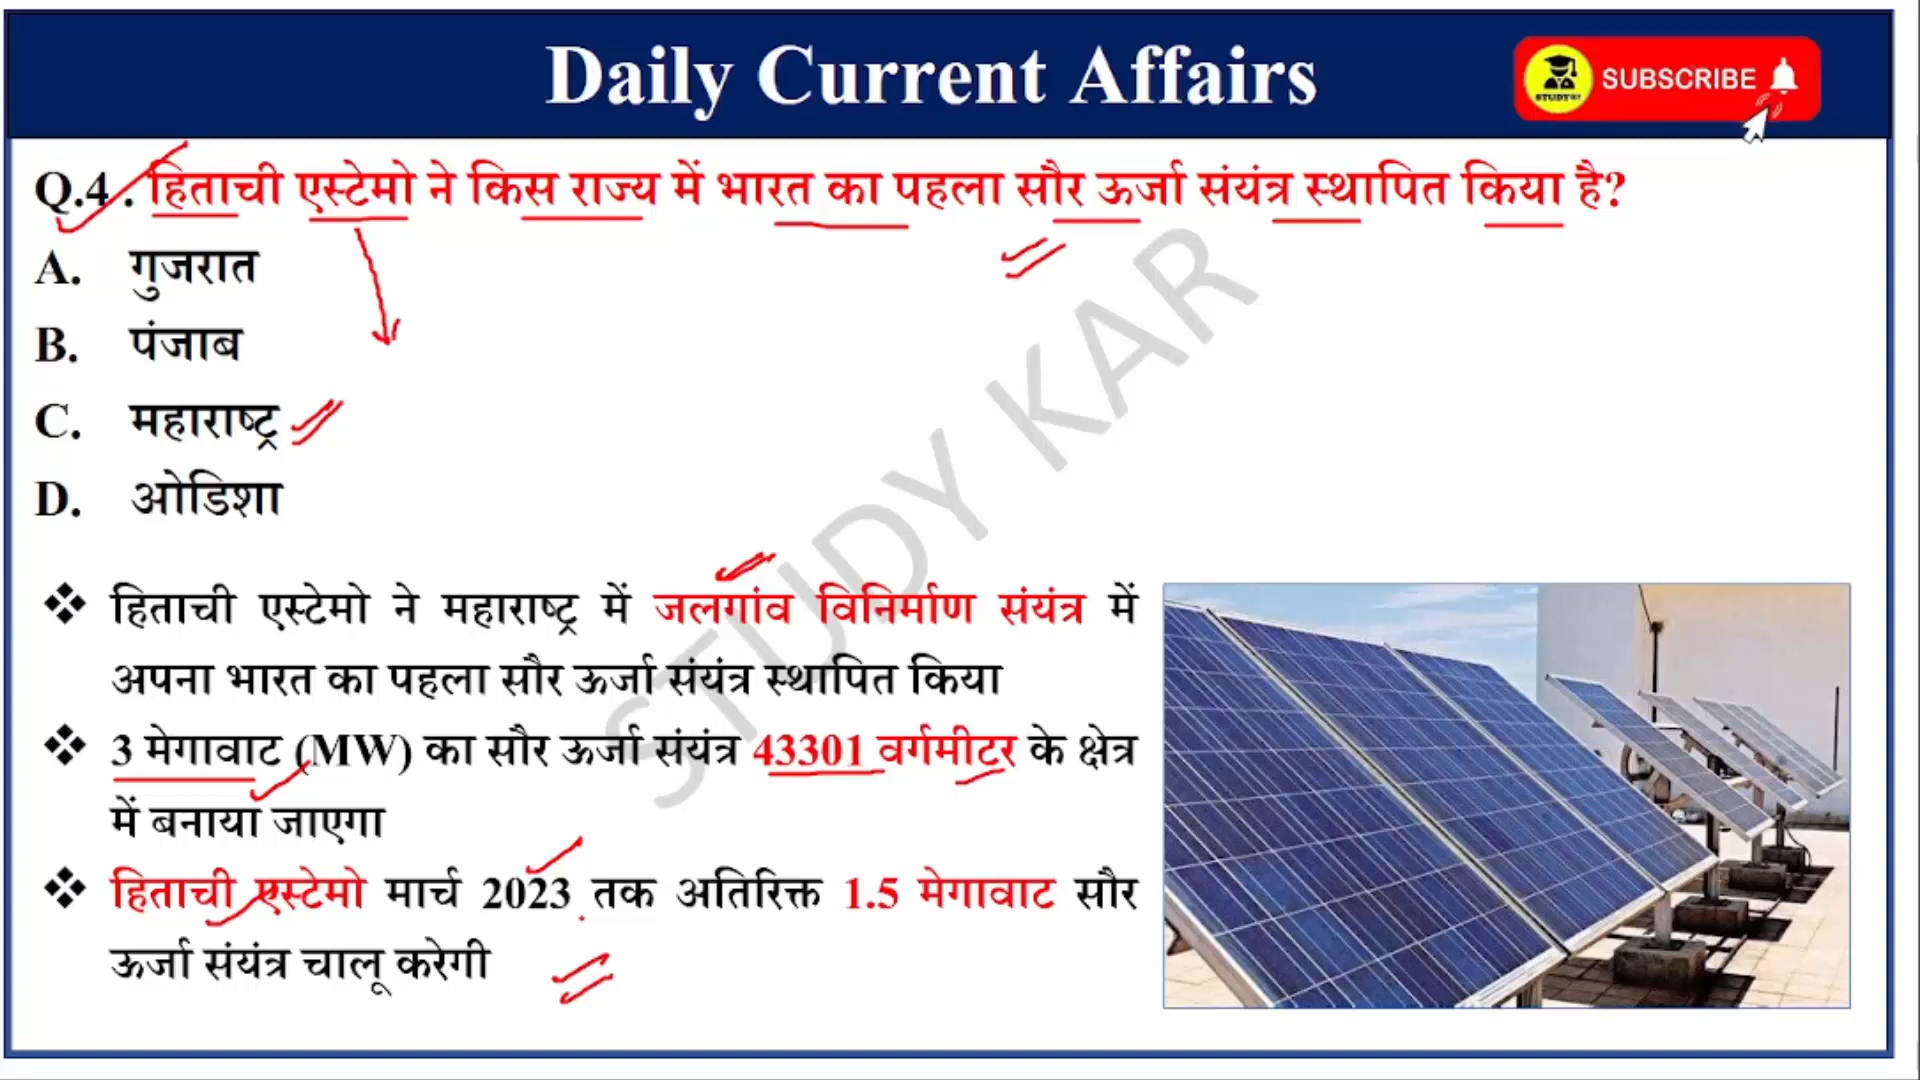 Daily Current Affairs
STUDY
SUBSCRIBE
Q.4 . हिताची एस्टेमो ने किस राज्य में भारत का पहला सौर ऊर्जा संयंत्र स्थापित किया है?
A. गुजरात
B. पंजाब
C. महाराष्ट्र
D. ओडिशा
STUDY KAR
❖ हिताची एस्टेमो ने महाराष्ट्र में जलगांव विनिर्माण संयंत्र में
अपना भारत का पहला सौर ऊर्जा संयंत्र स्थापित किया
❖ 3 मेगावाट (MW) का सौर ऊर्जा संयंत्र 43301 वर्गमीटर के क्षेत्र
में बनाया जाएगा
❖ हिताची एस्टेमो मार्च 2023 तक अतिरिक्त 1.5 मेगावाट सौर
ऊर्जा संयंत्र चालू करेगी